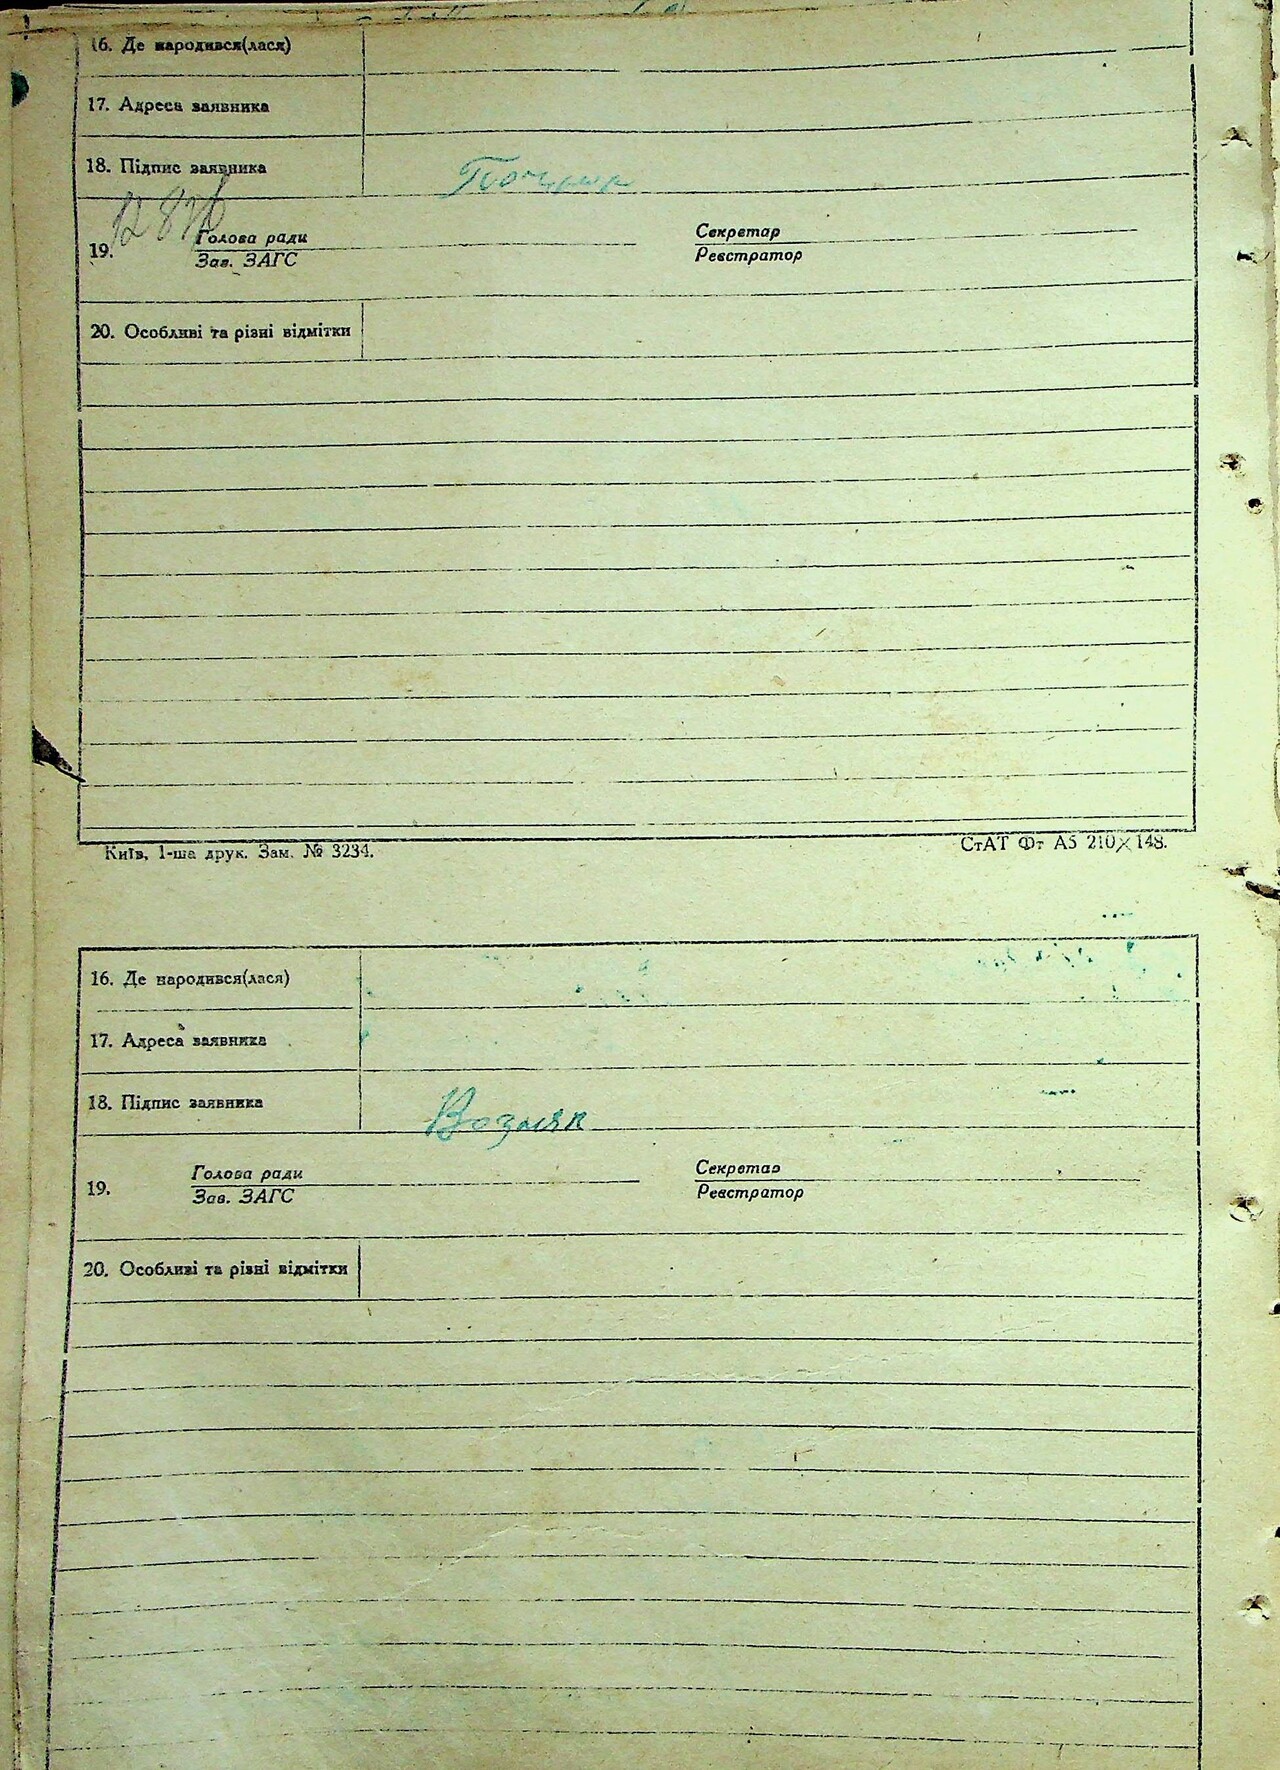 16. Де народився(лася)
17. Адреса заявника
18. Підпис заявника
19. Голова ради Секретар
Зав. ЗАГС Реєстратор
20. Особливі та різні відмітки
Київ, 1-ша друк. Зам. № 3234. СтАТ Фт А5 210×148.
16. Де народився(лася)
17. Адреса заявника
18. Підпис заявника Возняк
19. Голова ради Секретар
Зав. ЗАГС Реєстратор
20. Особливі та різні відмітки